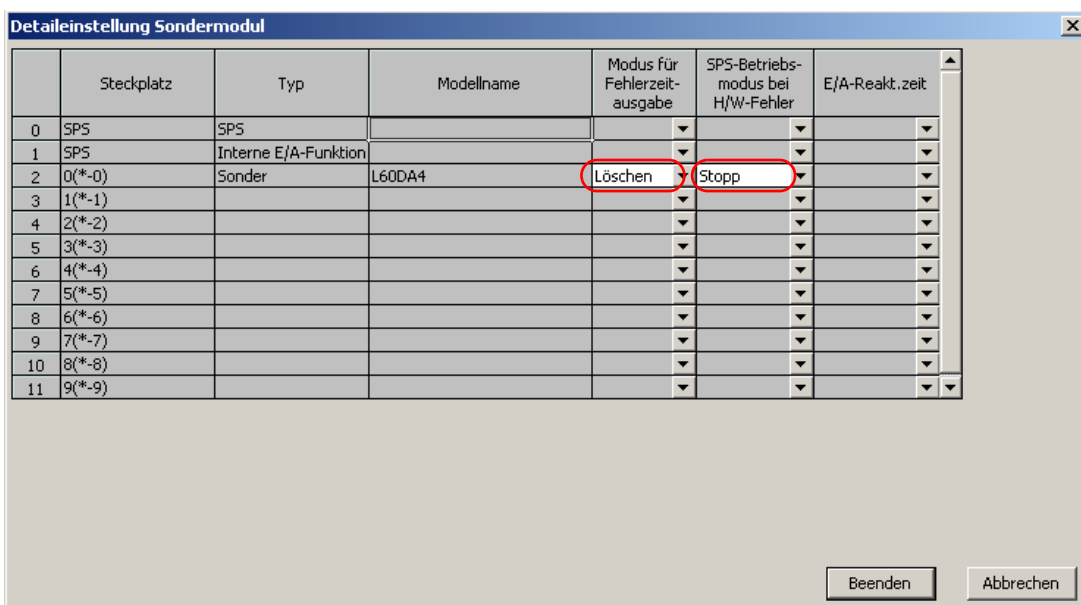 Detaileinstellung Sondermodul
Steckplatz Typ Modellname Modus für Fehlerzeit-ausgabe SPS-Betriebs-modus bei H/W-Fehler E/A-Reakt.zeit
0 SPS SPS
1 SPS Interne E/A-Funktion
2 0(*-0) Sonder L60DA4 Löschen Stopp
3 1(*-1)
4 2(*-2)
5 3(*-3)
6 4(*-4)
7 5(*-5)
8 6(*-6)
9 7(*-7)
10 8(*-8)
11 9(*-9)
Beenden Abbrechen